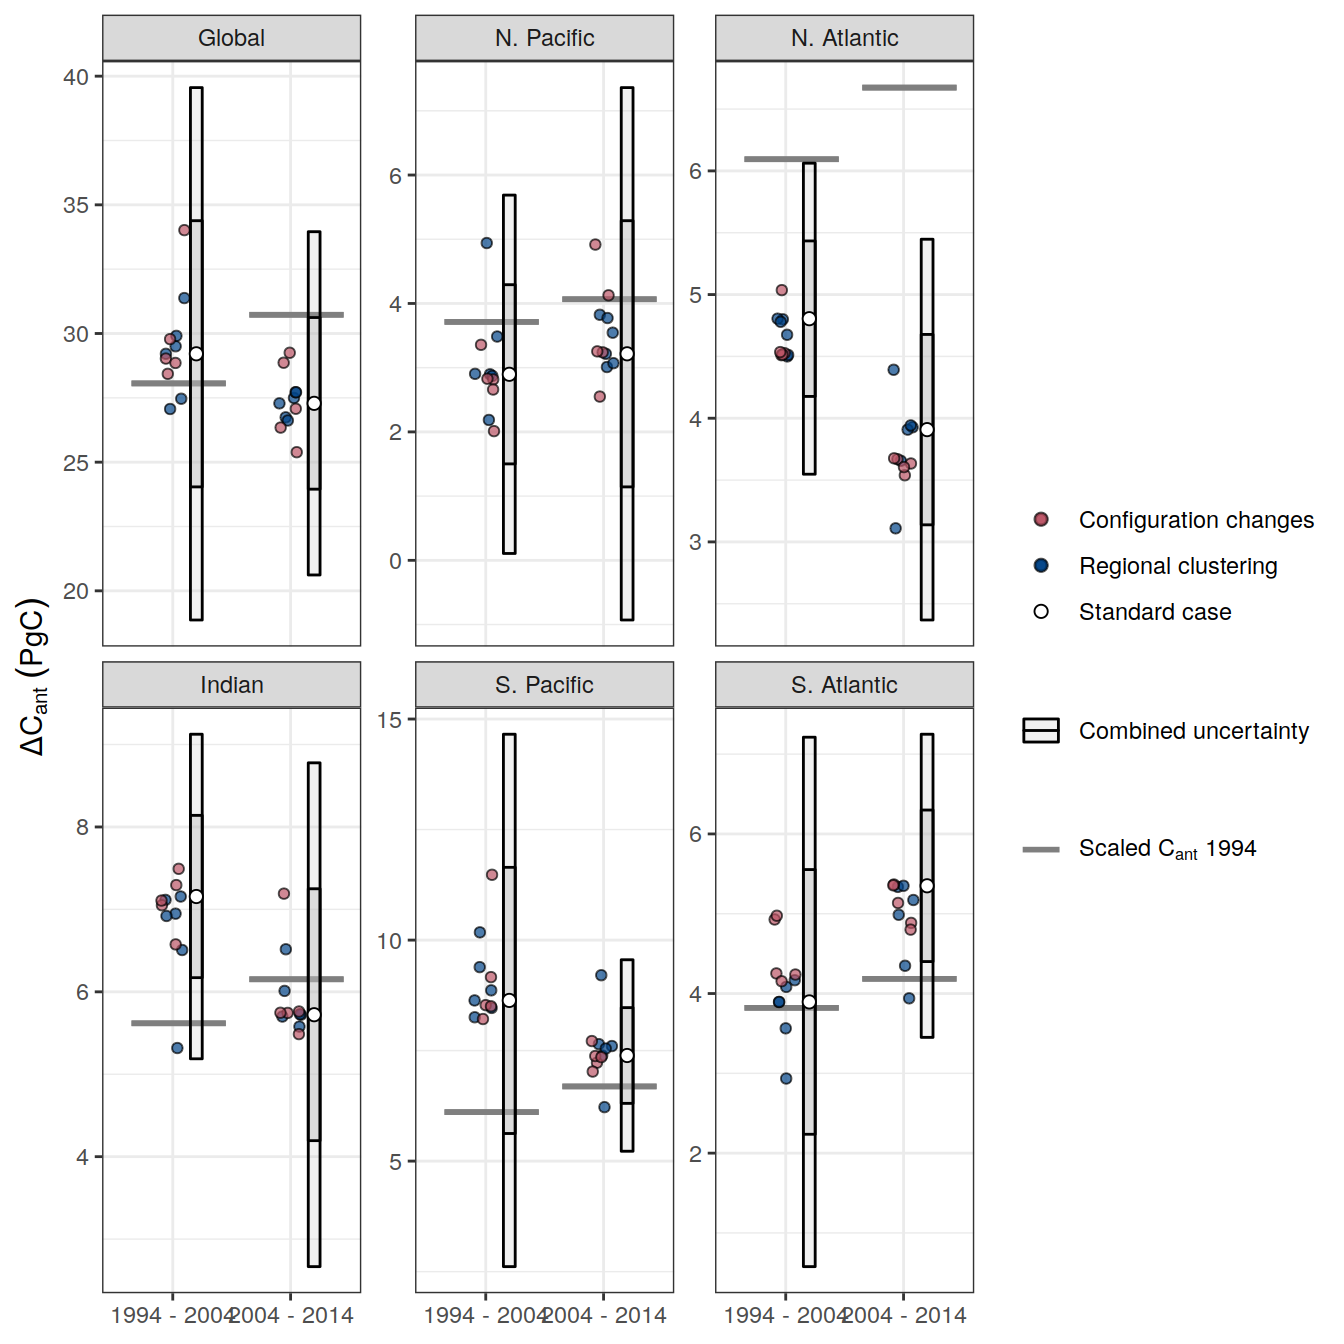 Global
N. Pacific
N. Atlantic
40
35
30
25
20
6
4
2
0
6
5
4
3
ΔCant (PgC)
Indian
S. Pacific
S. Atlantic
8
6
4
15
10
5
6
4
2
1994 - 2004
2004 - 2014
1994 - 2004
2004 - 2014
1994 - 2004
2004 - 2014
Configuration changes
Regional clustering
Standard case
Combined uncertainty
Scaled Cant 1994